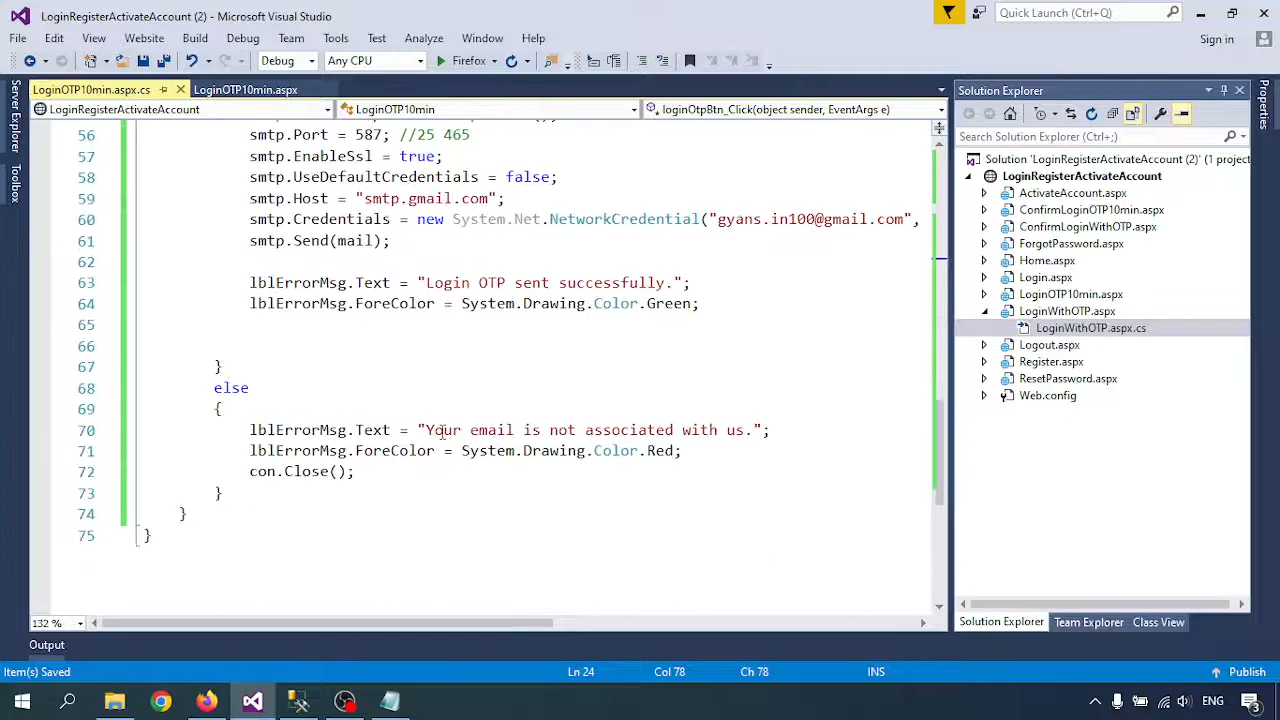 LoginRegisterActivateAccount (2) - Microsoft Visual Studio
Quick Launch (Ctrl+Q)
File Edit View Website Build Debug Team Tools Test Analyze Window Help
Sign in
Debug Any CPU Firefox
LoginOTP10min.aspx.cs LoginOTP10min.aspx
LoginRegisterActivateAccount LoginOTP10min loginOtpBtn_Click(object sender, EventArgs e)
56 smtp.Port = 587; //25 465
57 smtp.EnableSsl = true;
58 smtp.UseDefaultCredentials = false;
59 smtp.Host = "smtp.gmail.com";
60 smtp.Credentials = new System.Net.NetworkCredential("gyans.in100@gmail.com",
61 smtp.Send(mail);
62
63 lblErrorMsg.Text = "Login OTP sent successfully.";
64 lblErrorMsg.ForeColor = System.Drawing.Color.Green;
65
66
67 }
68 else
69 {
70 lblErrorMsg.Text = "Your email is not associated with us.";
71 lblErrorMsg.ForeColor = System.Drawing.Color.Red;
72 con.Close();
73 }
74 }
75 }
132 %
Server Explorer
Toolbox
Solution Explorer
Search Solution Explorer (Ctrl+;)
Solution 'LoginRegisterActivateAccount (2)' (1 project
LoginRegisterActivateAccount
ActivateAccount.aspx
ConfirmLoginOTP10min.aspx
ConfirmLoginWithOTP.aspx
ForgotPassword.aspx
Home.aspx
Login.aspx
LoginOTP10min.aspx
LoginWithOTP.aspx
LoginWithOTP.aspx.cs
Logout.aspx
Register.aspx
ResetPassword.aspx
Web.config
Solution Explorer Team Explorer Class View
Properties
Output
Item(s) Saved Ln 24 Col 78 Ch 78 INS Publish
ENG
3